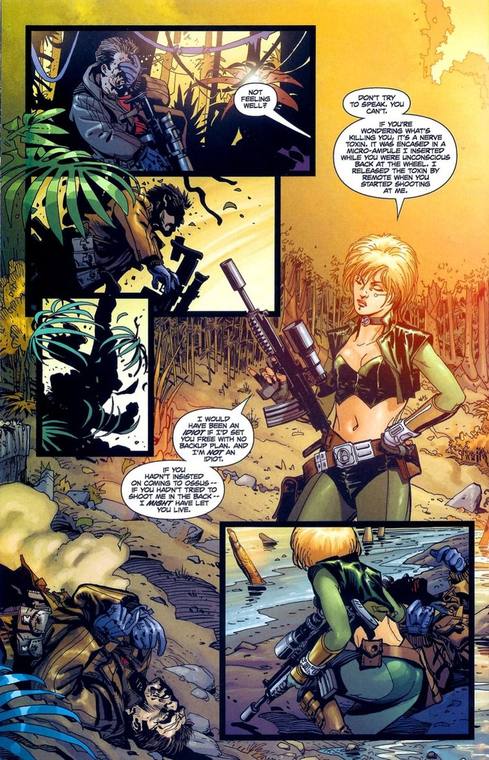 NOT
FEELING
WELL?
DON'T TRY
TO SPEAK. YOU
CAN'T.
IF YOU'RE
WONDERING WHAT'S
KILLING YOU, IT'S A NERVE
TOXIN. IT WAS ENCASED IN A
MICRO-AMPULE I INSERTED
WHILE YOU WERE UNCONSCIOUS
BACK AT THE WHEEL. I
RELEASED THE TOXIN BY
REMOTE WHEN YOU
STARTED SHOOTING
AT ME.
I WOULD
HAVE BEEN AN
IDIOT IF I'D SET
YOU FREE WITH NO
BACKUP PLAN. AND
I'M NOT AN
IDIOT.
IF YOU
HADN'T INSISTED
ON COMING TO OSSUS--
IF YOU HADN'T TRIED TO
SHOOT ME IN THE BACK--
I MIGHT HAVE LET
YOU LIVE.